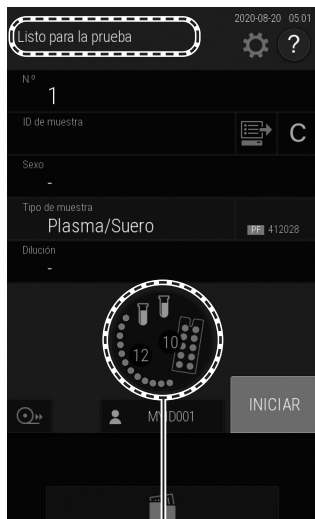 2020-08-20 05:01
Listo para la prueba
?
N.º
1
ID de muestra
C
Sexo
-
Tipo de muestra
Plasma/Suero
PF 412028
Dilución
-
10
12
INICIAR